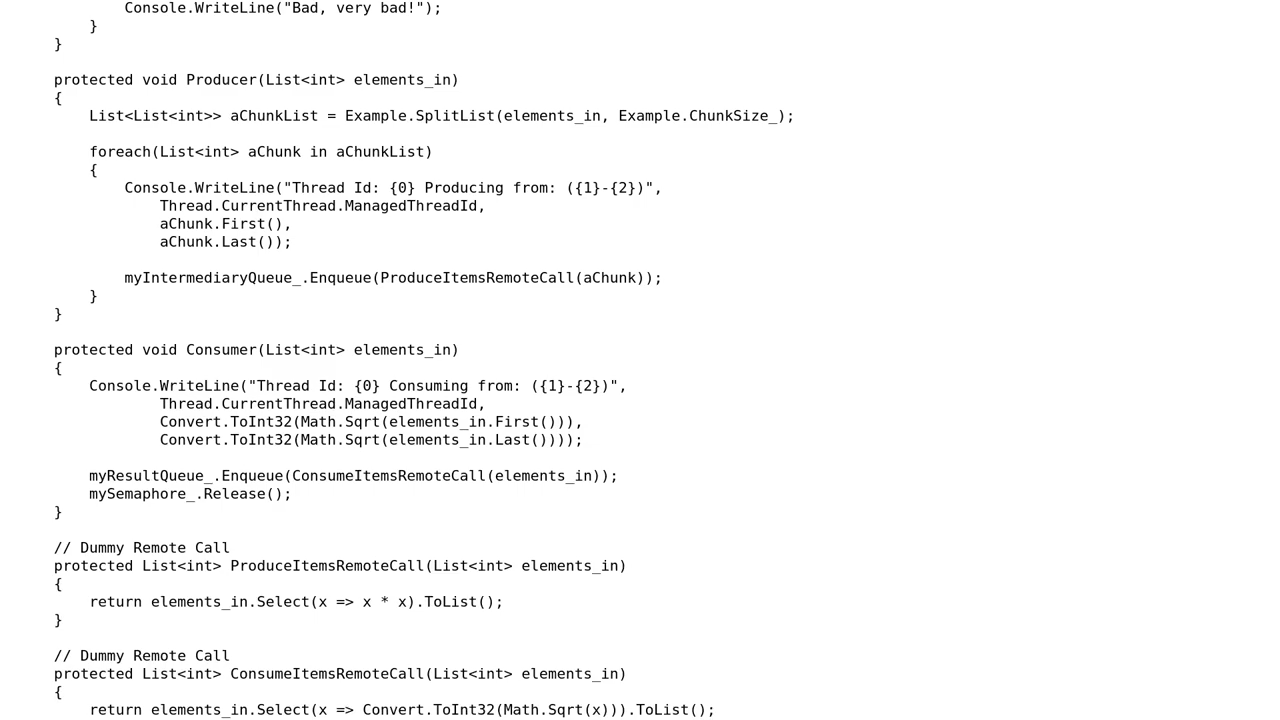 Console.WriteLine("Bad, very bad!");
        }
    }

    protected void Producer(List<int> elements_in)
    {
        List<List<int>> aChunkList = Example.SplitList(elements_in, Example.ChunkSize_);

        foreach(List<int> aChunk in aChunkList)
        {
            Console.WriteLine("Thread Id: {0} Producing from: ({1}-{2})",
                Thread.CurrentThread.ManagedThreadId,
                aChunk.First(),
                aChunk.Last());

            myIntermediaryQueue_.Enqueue(ProduceItemsRemoteCall(aChunk));
        }
    }

    protected void Consumer(List<int> elements_in)
    {
        Console.WriteLine("Thread Id: {0} Consuming from: ({1}-{2})",
                Thread.CurrentThread.ManagedThreadId,
                Convert.ToInt32(Math.Sqrt(elements_in.First())),
                Convert.ToInt32(Math.Sqrt(elements_in.Last())));

        myResultQueue_.Enqueue(ConsumeItemsRemoteCall(elements_in));
        mySemaphore_.Release();
    }

    // Dummy Remote Call
    protected List<int> ProduceItemsRemoteCall(List<int> elements_in)
    {
        return elements_in.Select(x => x * x).ToList();
    }

    // Dummy Remote Call
    protected List<int> ConsumeItemsRemoteCall(List<int> elements_in)
    {
        return elements_in.Select(x => Convert.ToInt32(Math.Sqrt(x))).ToList();